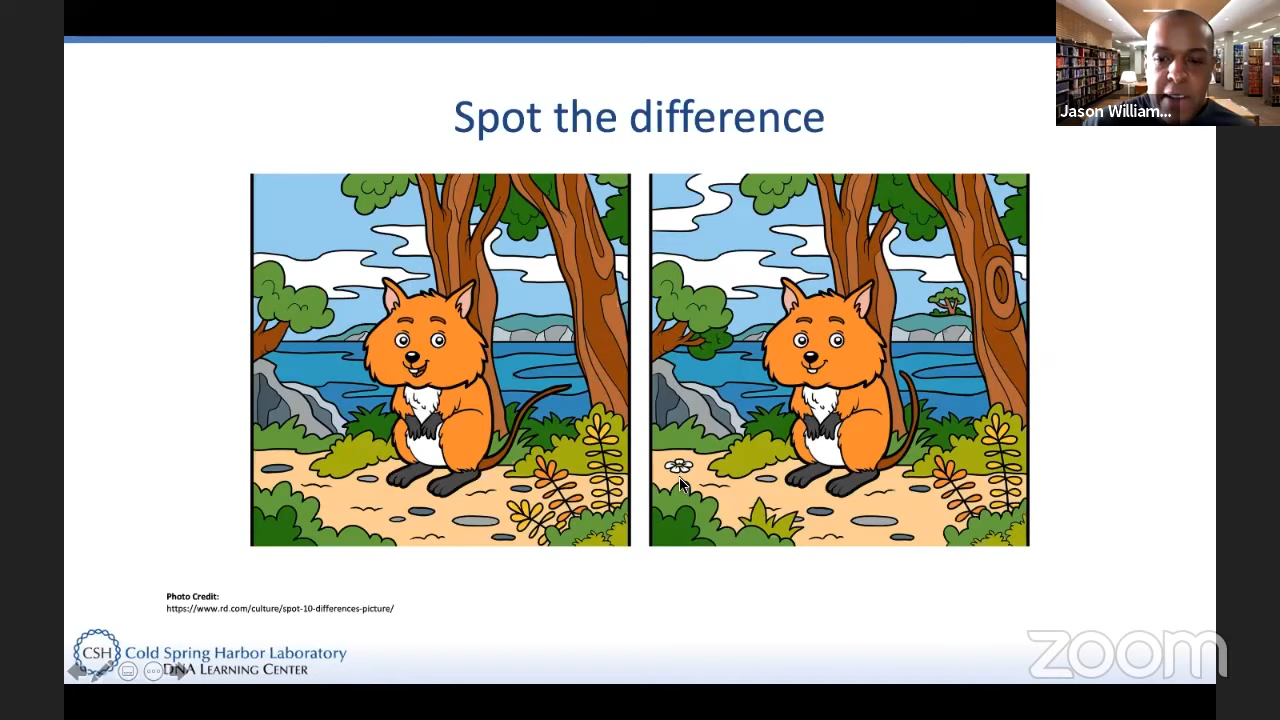 Jason William...
Spot the difference
Photo Credit:
https://www.rd.com/culture/spot-10-differences-picture/
CSH
Cold Spring Harbor Laboratory
DNA LEARNING CENTER
zoom